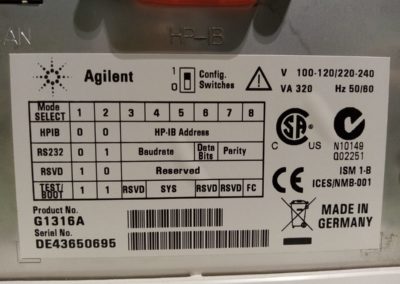 AN
HP-IB
Agilent
1
0
Config.
Switches
V 100-120/220-240
VA 320 Hz 50/60
Mode SELECT 1 2 3 4 5 6 7 8
HPIB 0 0 HP-IB Address
RS232 0 1 Baudrate Data Bits Parity
RSVD 1 0 Reserved
TEST/BOOT 1 1 RSVD SYS RSVD RSVD FC
SA
C US
N10149
Q02251
ISM 1-B
CE ICES/NMB-001
Product No.
G1316A
Serial No.
DE43650695
MADE IN
GERMANY